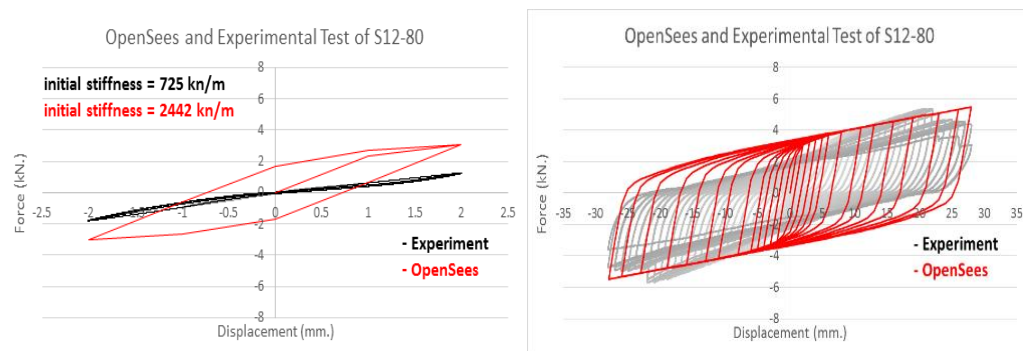 OpenSees and Experimental Test of S12-80
initial stiffness = 725 kn/m
initial stiffness = 2442 kn/m
8
6
4
2
0
-2
-4
-6
-8
-2.5 -2 -1.5 -1 -0.5 0 0.5 1 1.5 2 2.5
Force (kN.)
- Experiment
- OpenSees
Displacement (mm.)
OpenSees and Experimental Test of S12-80
8
6
4
2
0
-2
-4
-6
-8
-35 -30 -25 -20 -15 -10 -5 0 5 10 15 20 25 30 35
Force (kN.)
- Experiment
- OpenSees
Displacement (mm.)